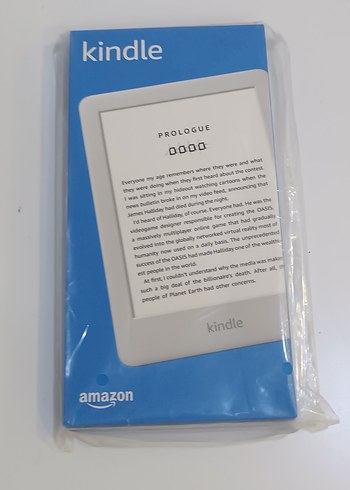 kindle
PROLOGUE
0000
Everyone my age remembers where they were and what
they were doing when they first heard about the contest.
I was sitting in my hideout watching cartoons when the
news bulletin broke in on my video feed, announcing that
James Halliday had died during the night.
I'd heard of Halliday, of course. Everyone had. He was the
videogame designer responsible for creating the OASIS,
a massively multiplayer online game that had gradually
evolved into the globally networked virtual reality most of
humanity now used on a daily basis. The unprecedented
success of the OASIS had made Halliday one of the wealthi
est people in the world.
At first, I couldn't understand why the media was making
such a big deal of the billionaire's death. After all, the
people of Planet Earth had other concerns.
kindle
amazon